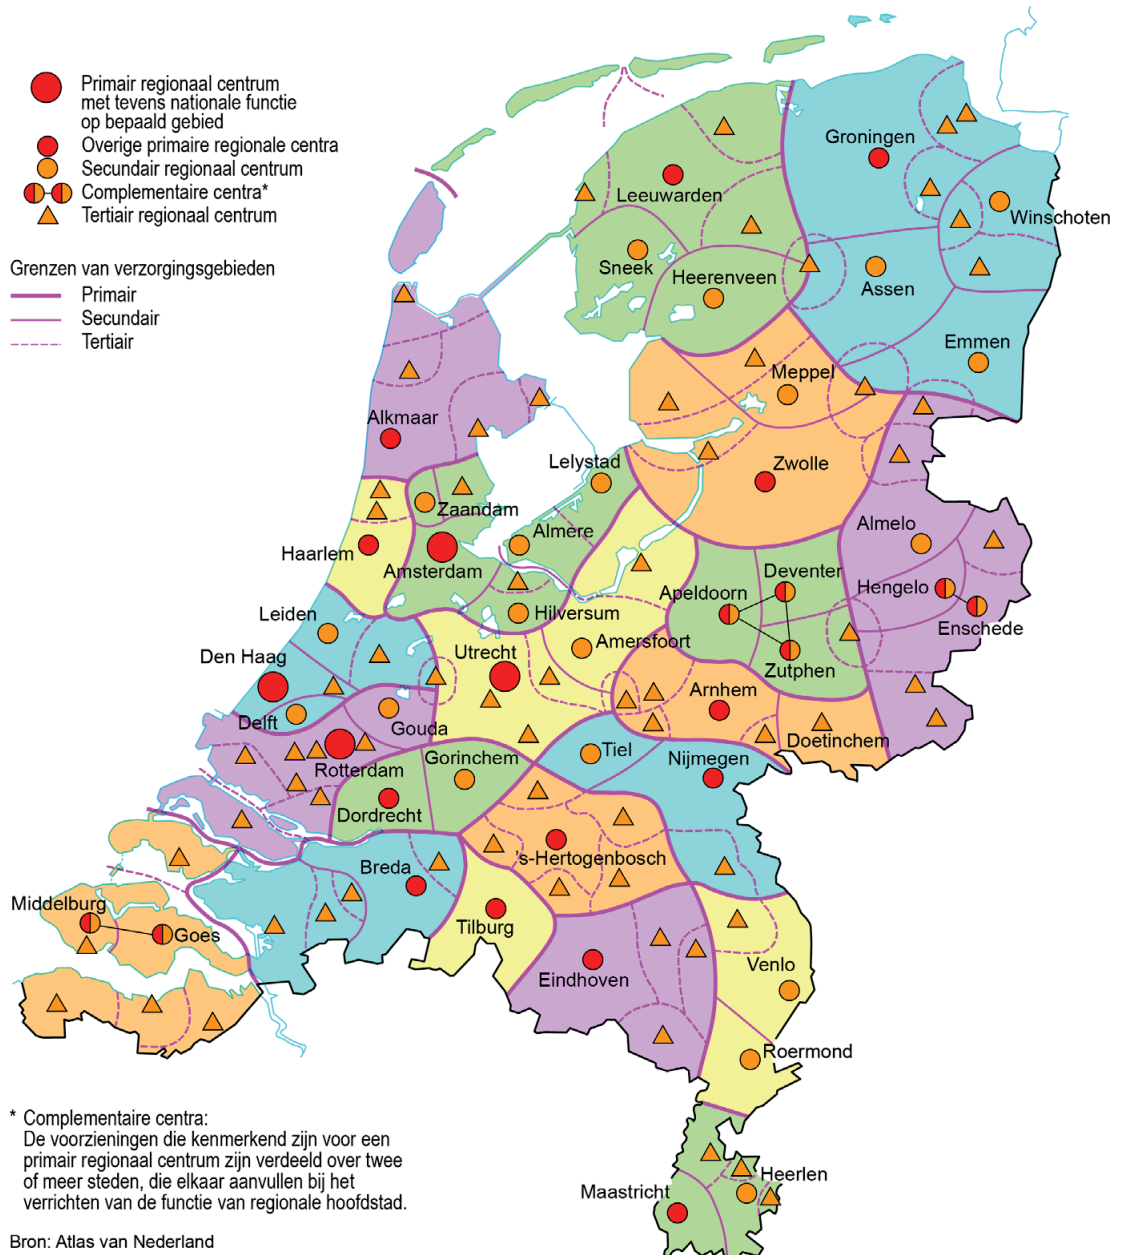 Primair regionaal centrum
met tevens nationale functie
op bepaald gebied
Overige primaire regionale centra
Secundair regionaal centrum
Complementaire centra*
Tertiair regionaal centrum
Grenzen van verzorgingsgebieden
Primair
Secundair
Tertiair
Groningen
Leeuwarden
Winschoten
Sneek
Heerenveen
Assen
Emmen
Meppel
Alkmaar
Lelystad
Zwolle
Zaandam
Almere
Almelo
Haarlem
Amsterdam
Deventer
Apeldoorn
Hengelo
Leiden
Hilversum
Enschede
Amersfoort
Utrecht
Den Haag
Zutphen
Arnhem
Delft
Gouda
Doetinchem
Tiel
Gorinchem
Nijmegen
Rotterdam
Dordrecht
's-Hertogenbosch
Breda
Middelburg
Tilburg
Goes
Venlo
Eindhoven
Roermond
Heerlen
Maastricht
* Complementaire centra:
De voorzieningen die kenmerkend zijn voor een
primair regionaal centrum zijn verdeeld over twee
of meer steden, die elkaar aanvullen bij het
verrichten van de functie van regionale hoofdstad.
Bron: Atlas van Nederland